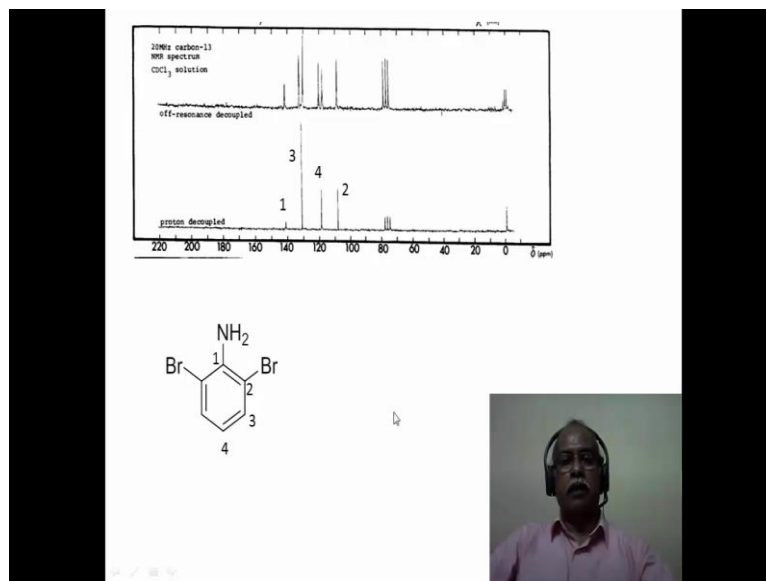 20MHz carbon-13
NMR spectrum
CDCl3 solution
off-resonance decoupled
3
4
2
1
proton decoupled
220 200 180 160 140 120 100 80 60 40 20 0 δ (ppm)
NH2
Br 1 Br
2
3
4